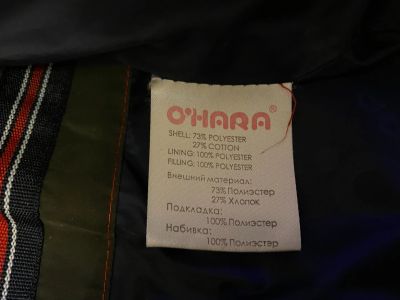 O'HARA®
SHELL: 73% POLYESTER
27% COTTON
LINING: 100% POLYESTER
FILLING: 100% POLYESTER
Внешний материал:
73% Полиэстер
27% Хлопок
Подкладка:
100% Полиэстер
Набивка:
100% Полиэстер